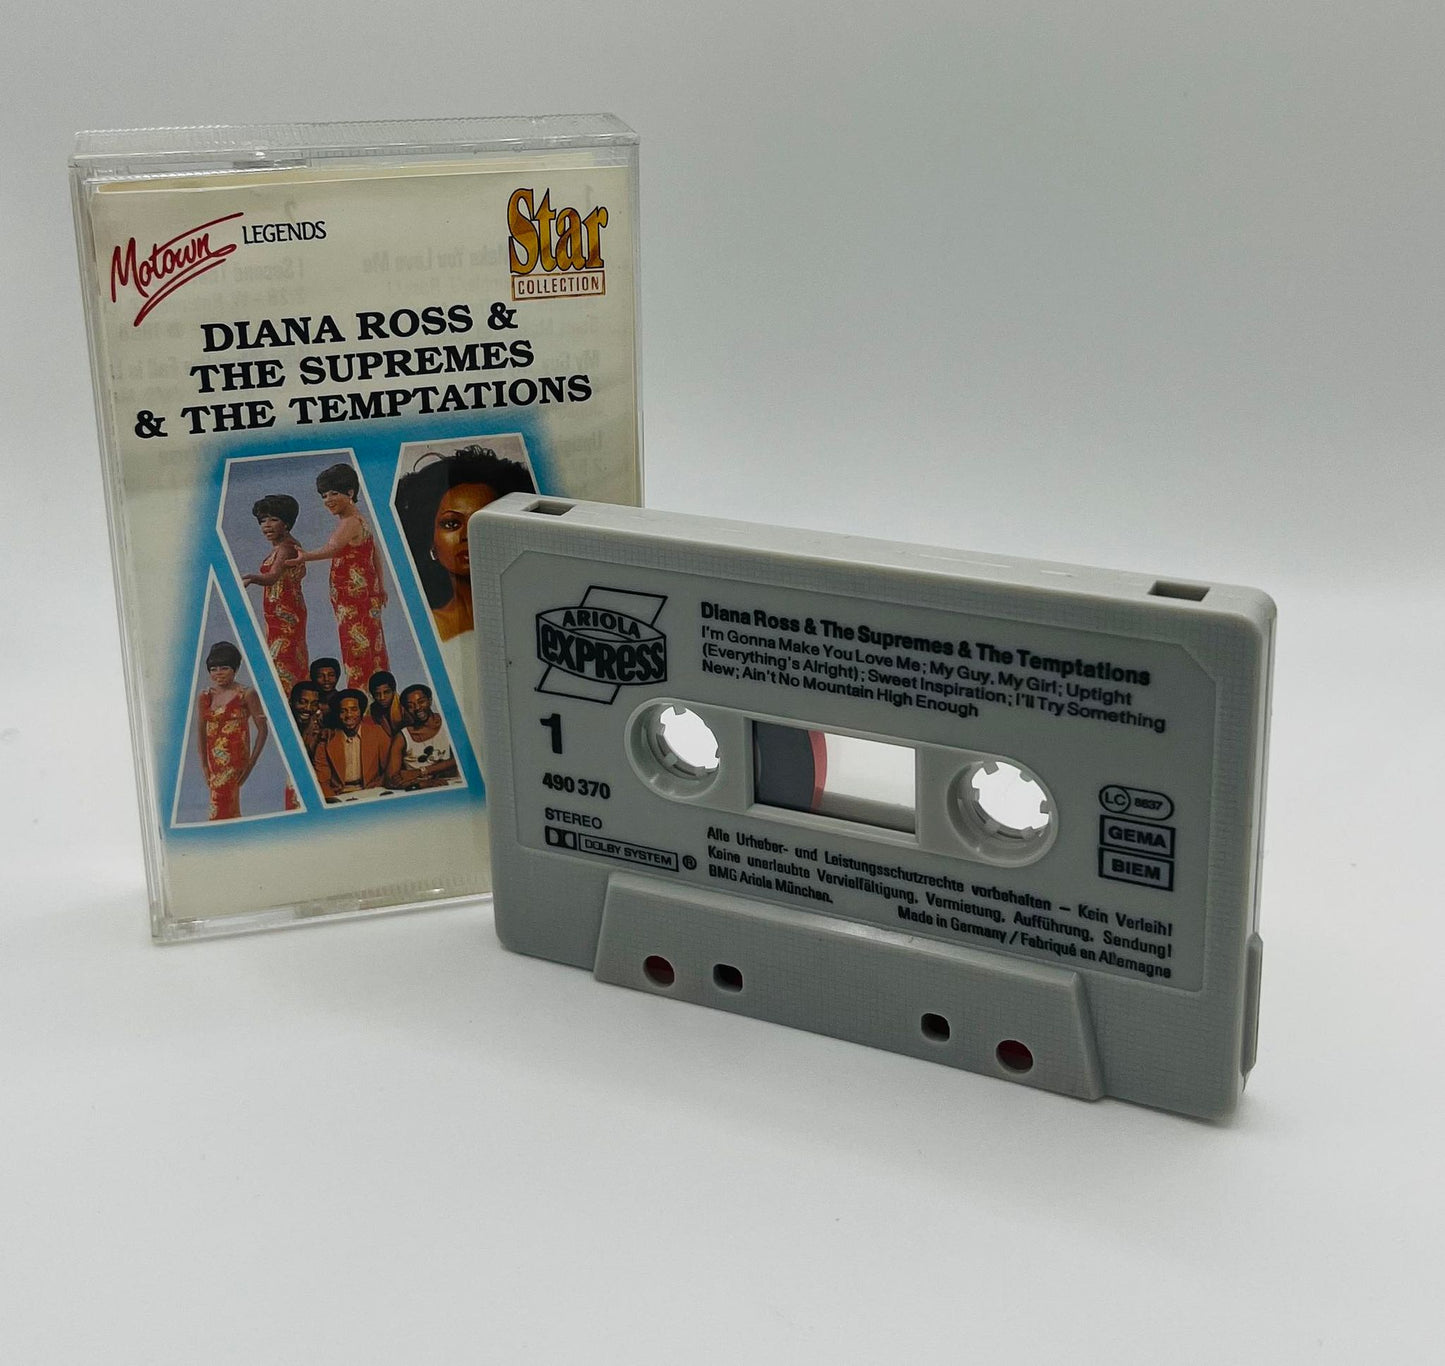 Motown LEGENDS
Star
COLLECTION
DIANA ROSS &
THE SUPREMES
& THE TEMPTATIONS
ARIOLA
EXPRESS
Diana Ross & The Supremes & The Temptations
I'm Gonna Make You Love Me; My Guy, My Girl; Uptight
(Everything's Alright); Sweet Inspiration; I'll Try Something
New; Ain't No Mountain High Enough
1
490 370
STEREO
DOLBY SYSTEM ®
LC 8637
GEMA
BIEM
Alle Urheber- und Leistungsschutzrechte vorbehalten – Kein Verleih!
Keine unerlaubte Vervielfältigung, Vermietung, Aufführung, Sendung!
BMG Ariola München.
Made in Germany / Fabriqué en Allemagne